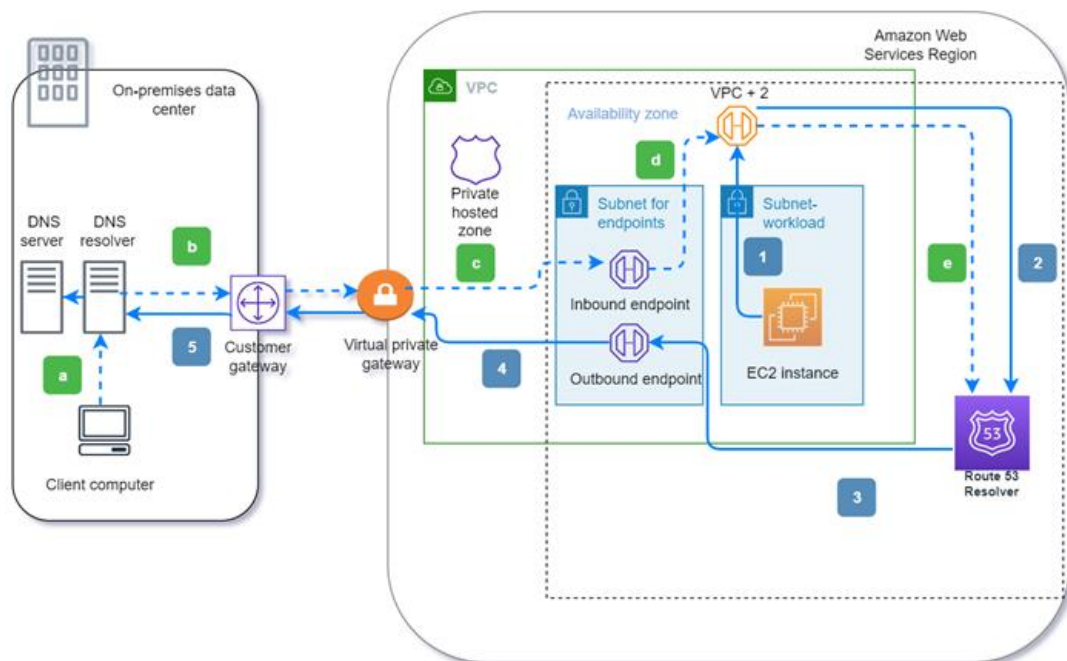 Amazon Web
Services Region
On-premises data
center
VPC
VPC + 2
Availability zone
d
Private
hosted
zone
Subnet for
endpoints
Subnet-
workload
DNS
server
DNS
resolver
b
c
1
e
2
Inbound endpoint
5
Customer
gateway
Virtual private
gateway
4
Outbound endpoint
EC2 instance
a
53
Route 53
Resolver
Client computer
3